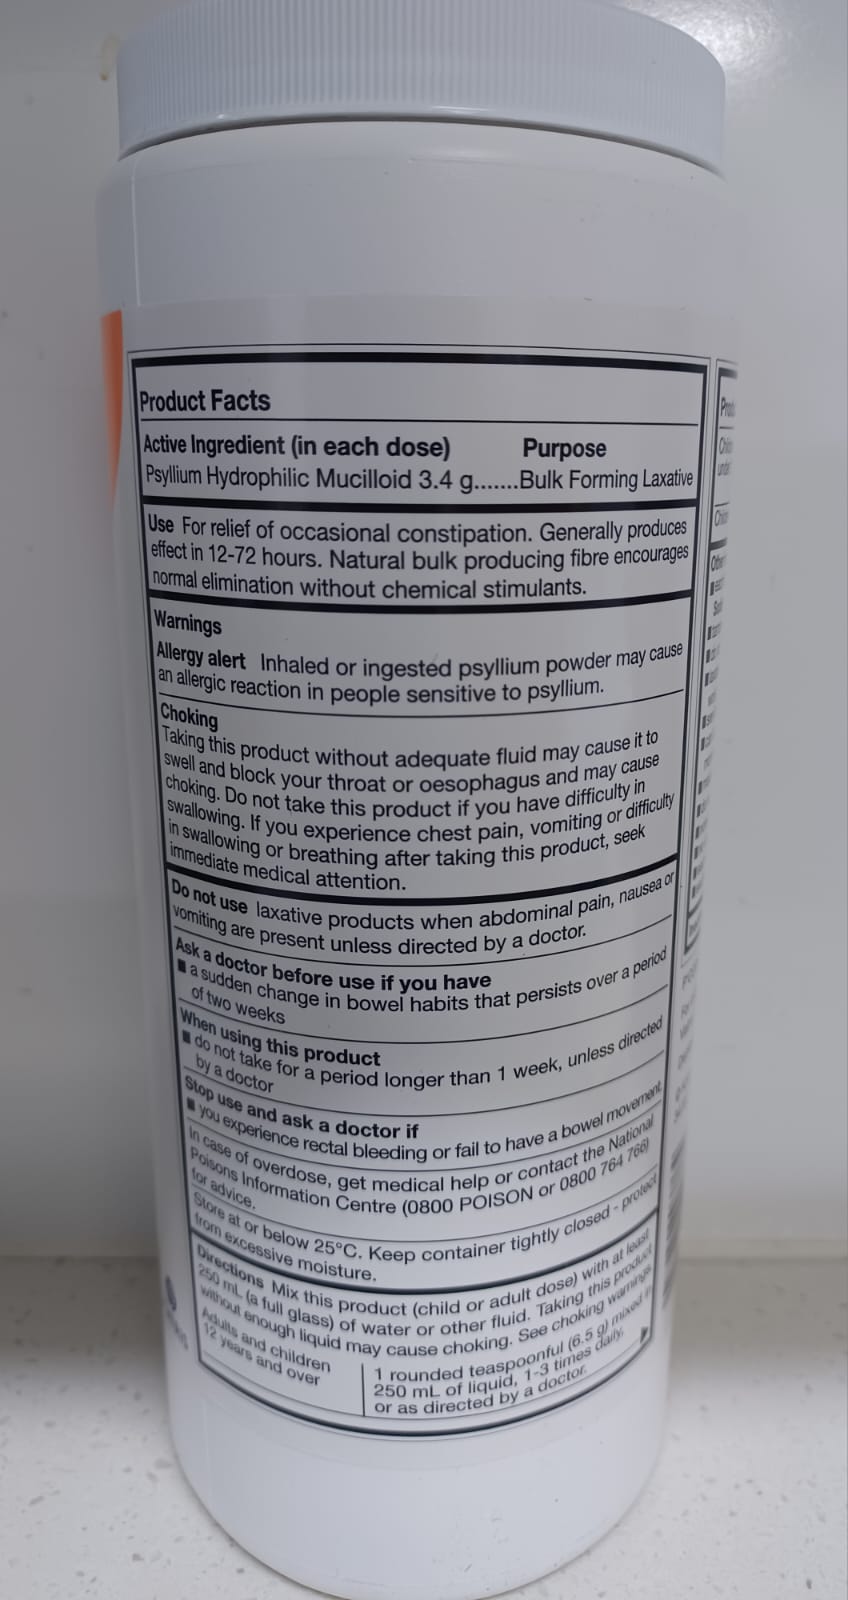 Product Facts
Active Ingredient (in each dose) Purpose
Psyllium Hydrophilic Mucilloid 3.4 g.......Bulk Forming Laxative
Use For relief of occasional constipation. Generally produces
effect in 12-72 hours. Natural bulk producing fibre encourages
normal elimination without chemical stimulants.
Warnings
Allergy alert Inhaled or ingested psyllium powder may cause
an allergic reaction in people sensitive to psyllium.
Choking
Taking this product without adequate fluid may cause it to
swell and block your throat or oesophagus and may cause
choking. Do not take this product if you have difficulty in
swallowing. If you experience chest pain, vomiting or difficulty
in swallowing or breathing after taking this product, seek
immediate medical attention.
Do not use laxative products when abdominal pain, nausea or
vomiting are present unless directed by a doctor.
Ask a doctor before use if you have
■ a sudden change in bowel habits that persists over a period
of two weeks
When using this product
■ do not take for a period longer than 1 week, unless directed
by a doctor
Stop use and ask a doctor if
■ you experience rectal bleeding or fail to have a bowel movement.
In case of overdose, get medical help or contact the National
Poisons Information Centre (0800 POISON or 0800 764 766)
for advice.
Store at or below 25°C. Keep container tightly closed - protect
from excessive moisture.
Directions Mix this product (child or adult dose) with at least
250 mL (a full glass) of water or other fluid. Taking this product
without enough liquid may cause choking. See choking warnings.
Adults and children
12 years and over
1 rounded teaspoonful (6.5 g) mixed in
250 mL of liquid, 1-3 times daily,
or as directed by a doctor.